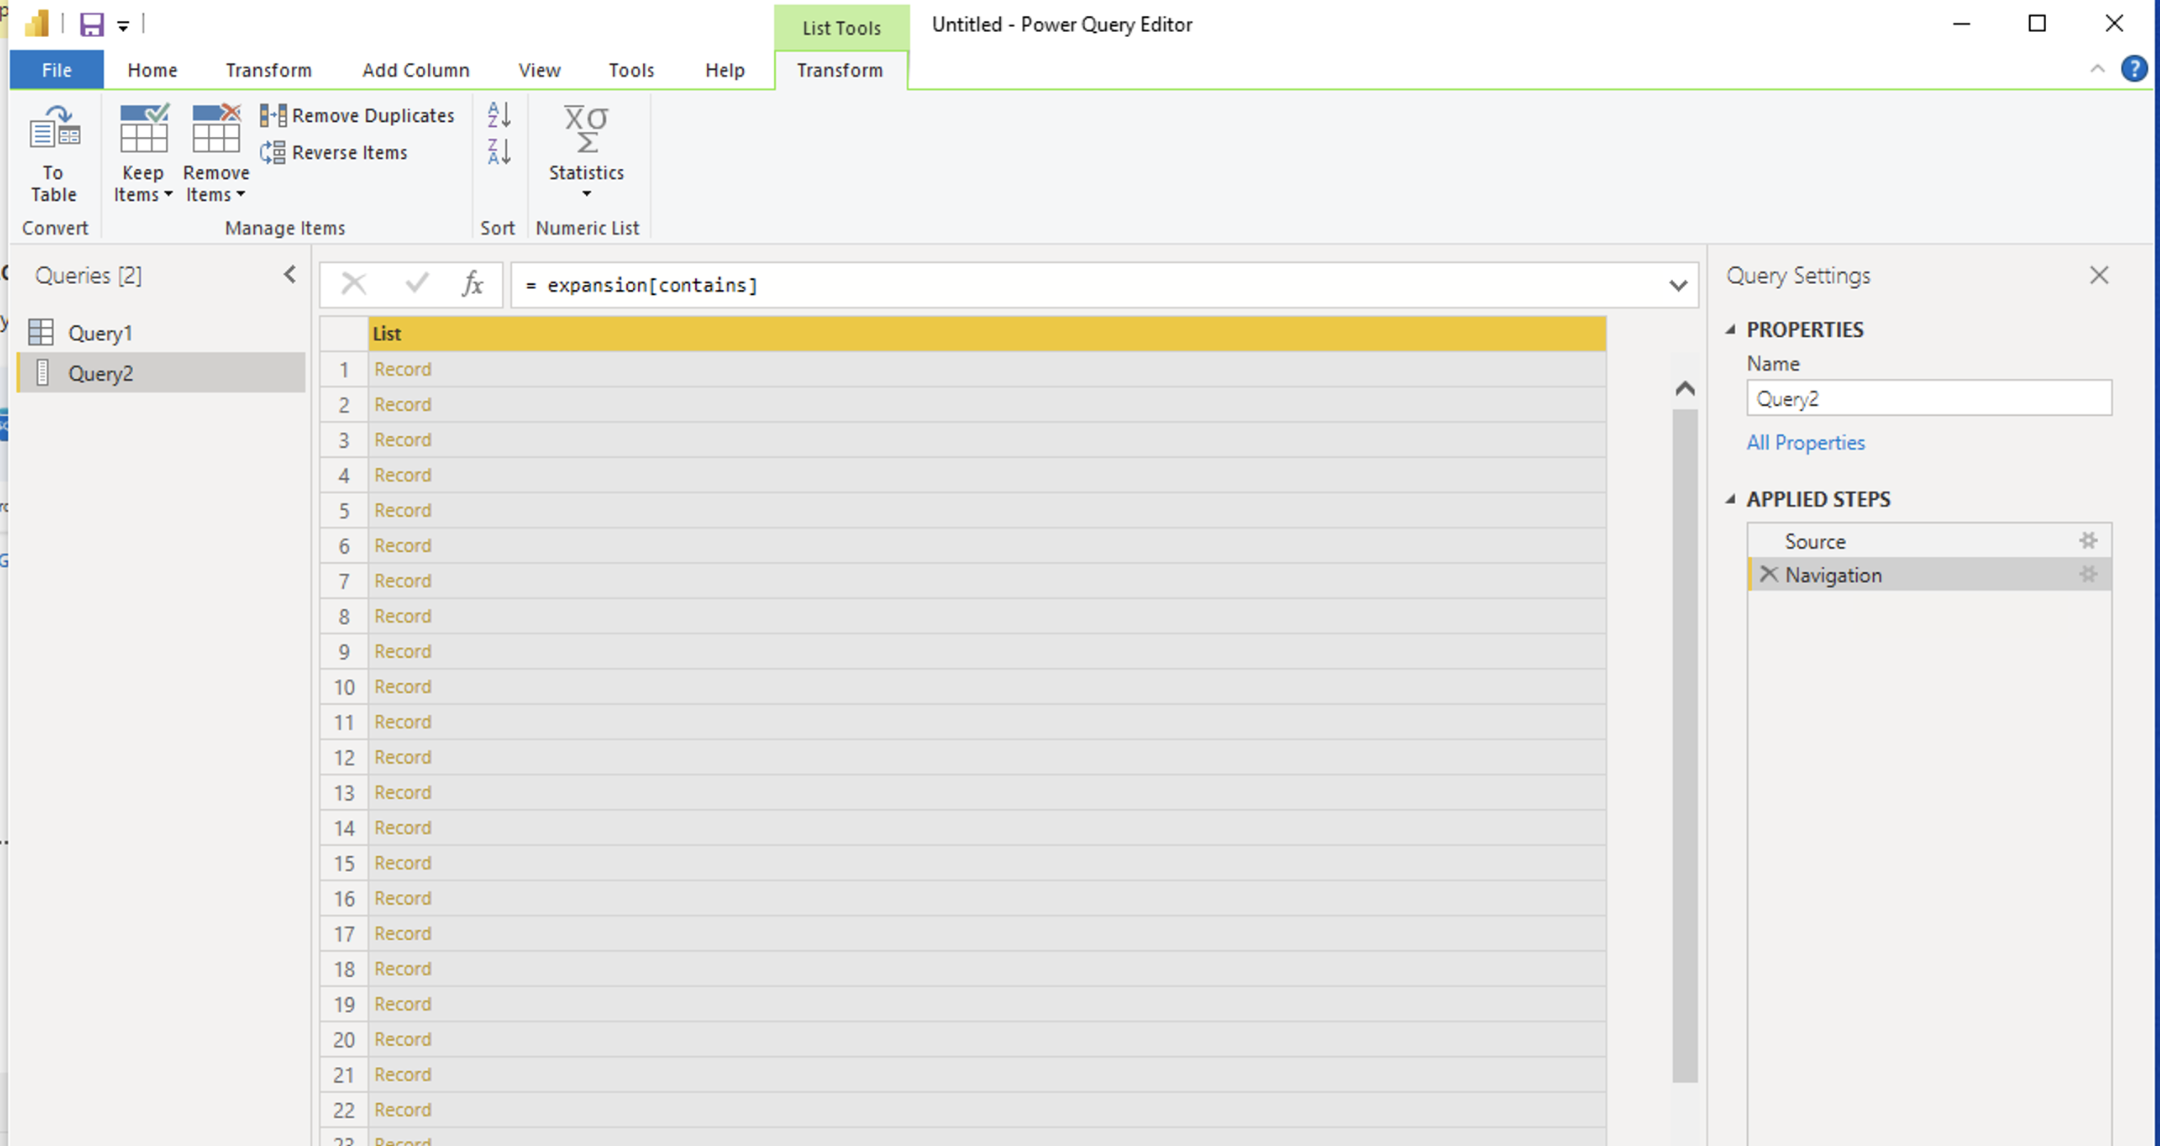 List Tools
Untitled - Power Query Editor
File
Home
Transform
Add Column
View
Tools
Help
Transform
?
To
Table
Keep
Items
Remove
Items
Remove Duplicates
Reverse Items
A
Z
Z
A
Statistics
Convert
Manage Items
Sort
Numeric List
Queries [2]
Query1
Query2
fx
= expansion[contains]
List
1 Record
2 Record
3 Record
4 Record
5 Record
6 Record
7 Record
8 Record
9 Record
10 Record
11 Record
12 Record
13 Record
14 Record
15 Record
16 Record
17 Record
18 Record
19 Record
20 Record
21 Record
22 Record
23 Record
Query Settings
PROPERTIES
Name
Query2
All Properties
APPLIED STEPS
Source
Navigation